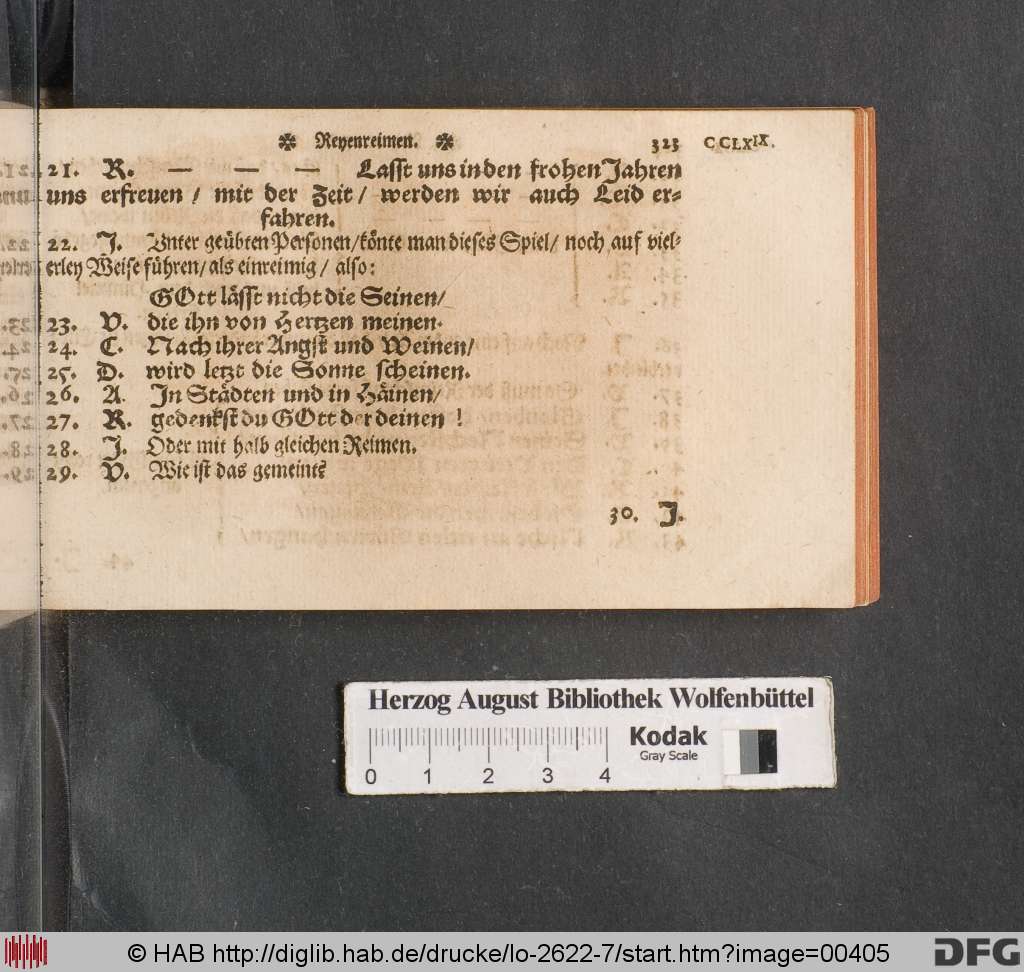 ✼ Reyenreimen. ✼ 323 CCLXIX.
21. R. — — — Lasst uns in den frohen Jahren
uns erfreuen / mit der Zeit / werden wir auch Leid er-
fahren.
22. J. Vnter geübten Personen / könte man dieses Spiel / noch auf viel-
erley Weise führen / als einreimig / also:
GOtt lässt nicht die Seinen /
23. V. die ihn von Hertzen meinen.
24. C. Nach ihrer Angst und Weinen /
25. D. wird letzt die Sonne scheinen.
26. A. In Städten und in Häinen /
27. R. gedenkst du GOtt der deinen !
28. J. Oder mit halb gleichen Reimen.
29. V. Wie ist das gemeint?
30. J.
Herzog August Bibliothek Wolfenbüttel
Kodak
Gray Scale
0 1 2 3 4
© HAB http://diglib.hab.de/drucke/lo-2622-7/start.htm?image=00405
DFG